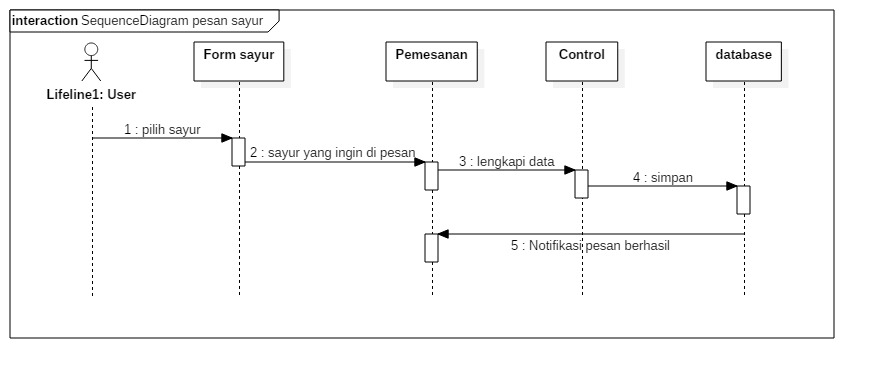 interaction SequenceDiagram pesan sayur
Lifeline1: User
Form sayur
Pemesanan
Control
database
1 : pilih sayur
2 : sayur yang ingin di pesan
3 : lengkapi data
4 : simpan
5 : Notifikasi pesan berhasil